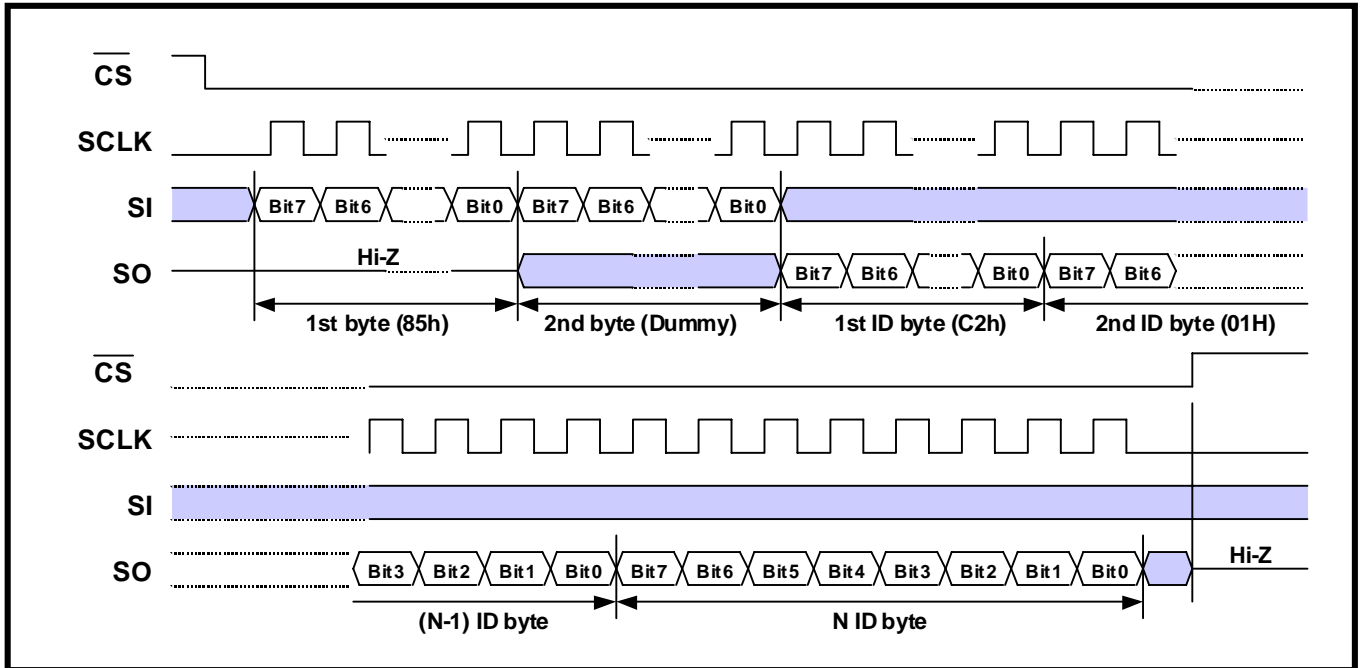 CS
SCLK
SI Bit7 Bit6 Bit0 Bit7 Bit6 Bit0
SO Hi-Z Bit7 Bit6 Bit0 Bit7 Bit6
1st byte (85h) 2nd byte (Dummy) 1st ID byte (C2h) 2nd ID byte (01H)
CS
SCLK
SI
SO Bit3 Bit2 Bit1 Bit0 Bit7 Bit6 Bit5 Bit4 Bit3 Bit2 Bit1 Bit0 Hi-Z
(N-1) ID byte N ID byte